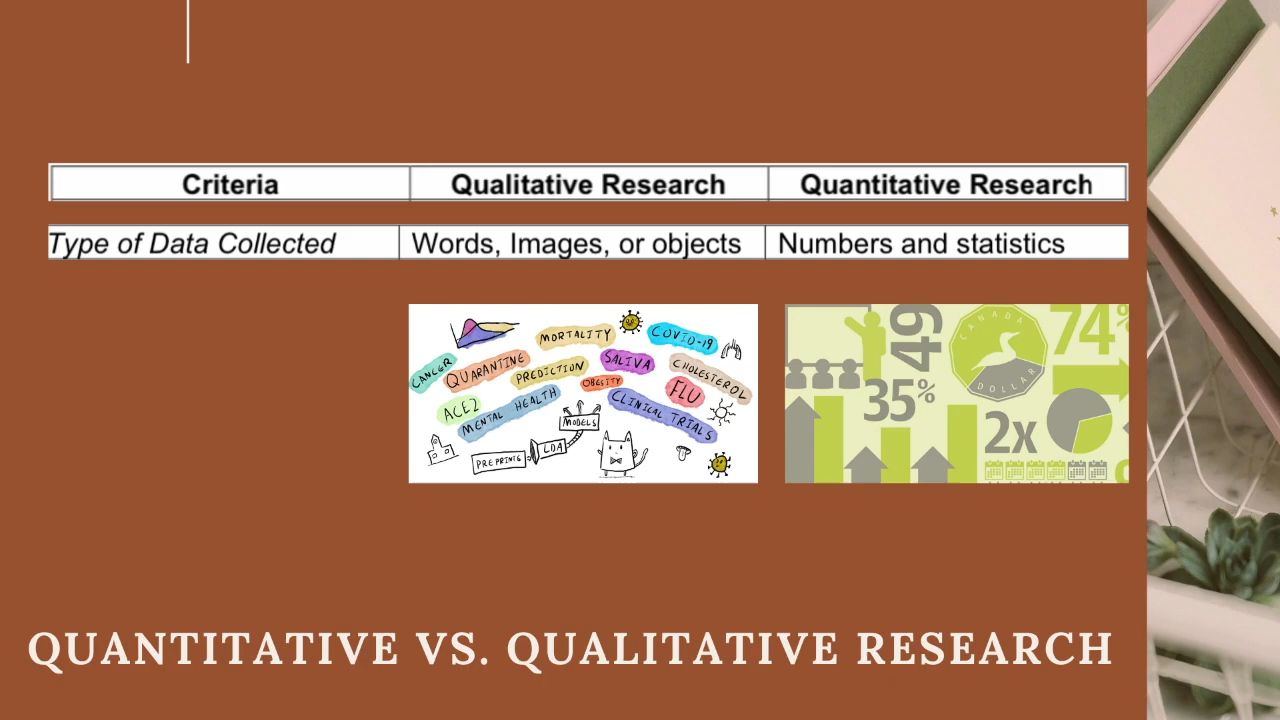 Criteria Qualitative Research Quantitative Research
Type of Data Collected Words, Images, or objects Numbers and statistics
MORTALITY
COVID-19
CANCER
QUARANTINE
PREDICTION
SALIVA
CHOLESTEROL
OBESITY
FLU
ACE2
MENTAL HEALTH
CLINICAL TRIALS
MODELS
LDA
PREPRINTS
49
CANADA
DOLLAR
74%
35%
2x
QUANTITATIVE VS. QUALITATIVE RESEARCH